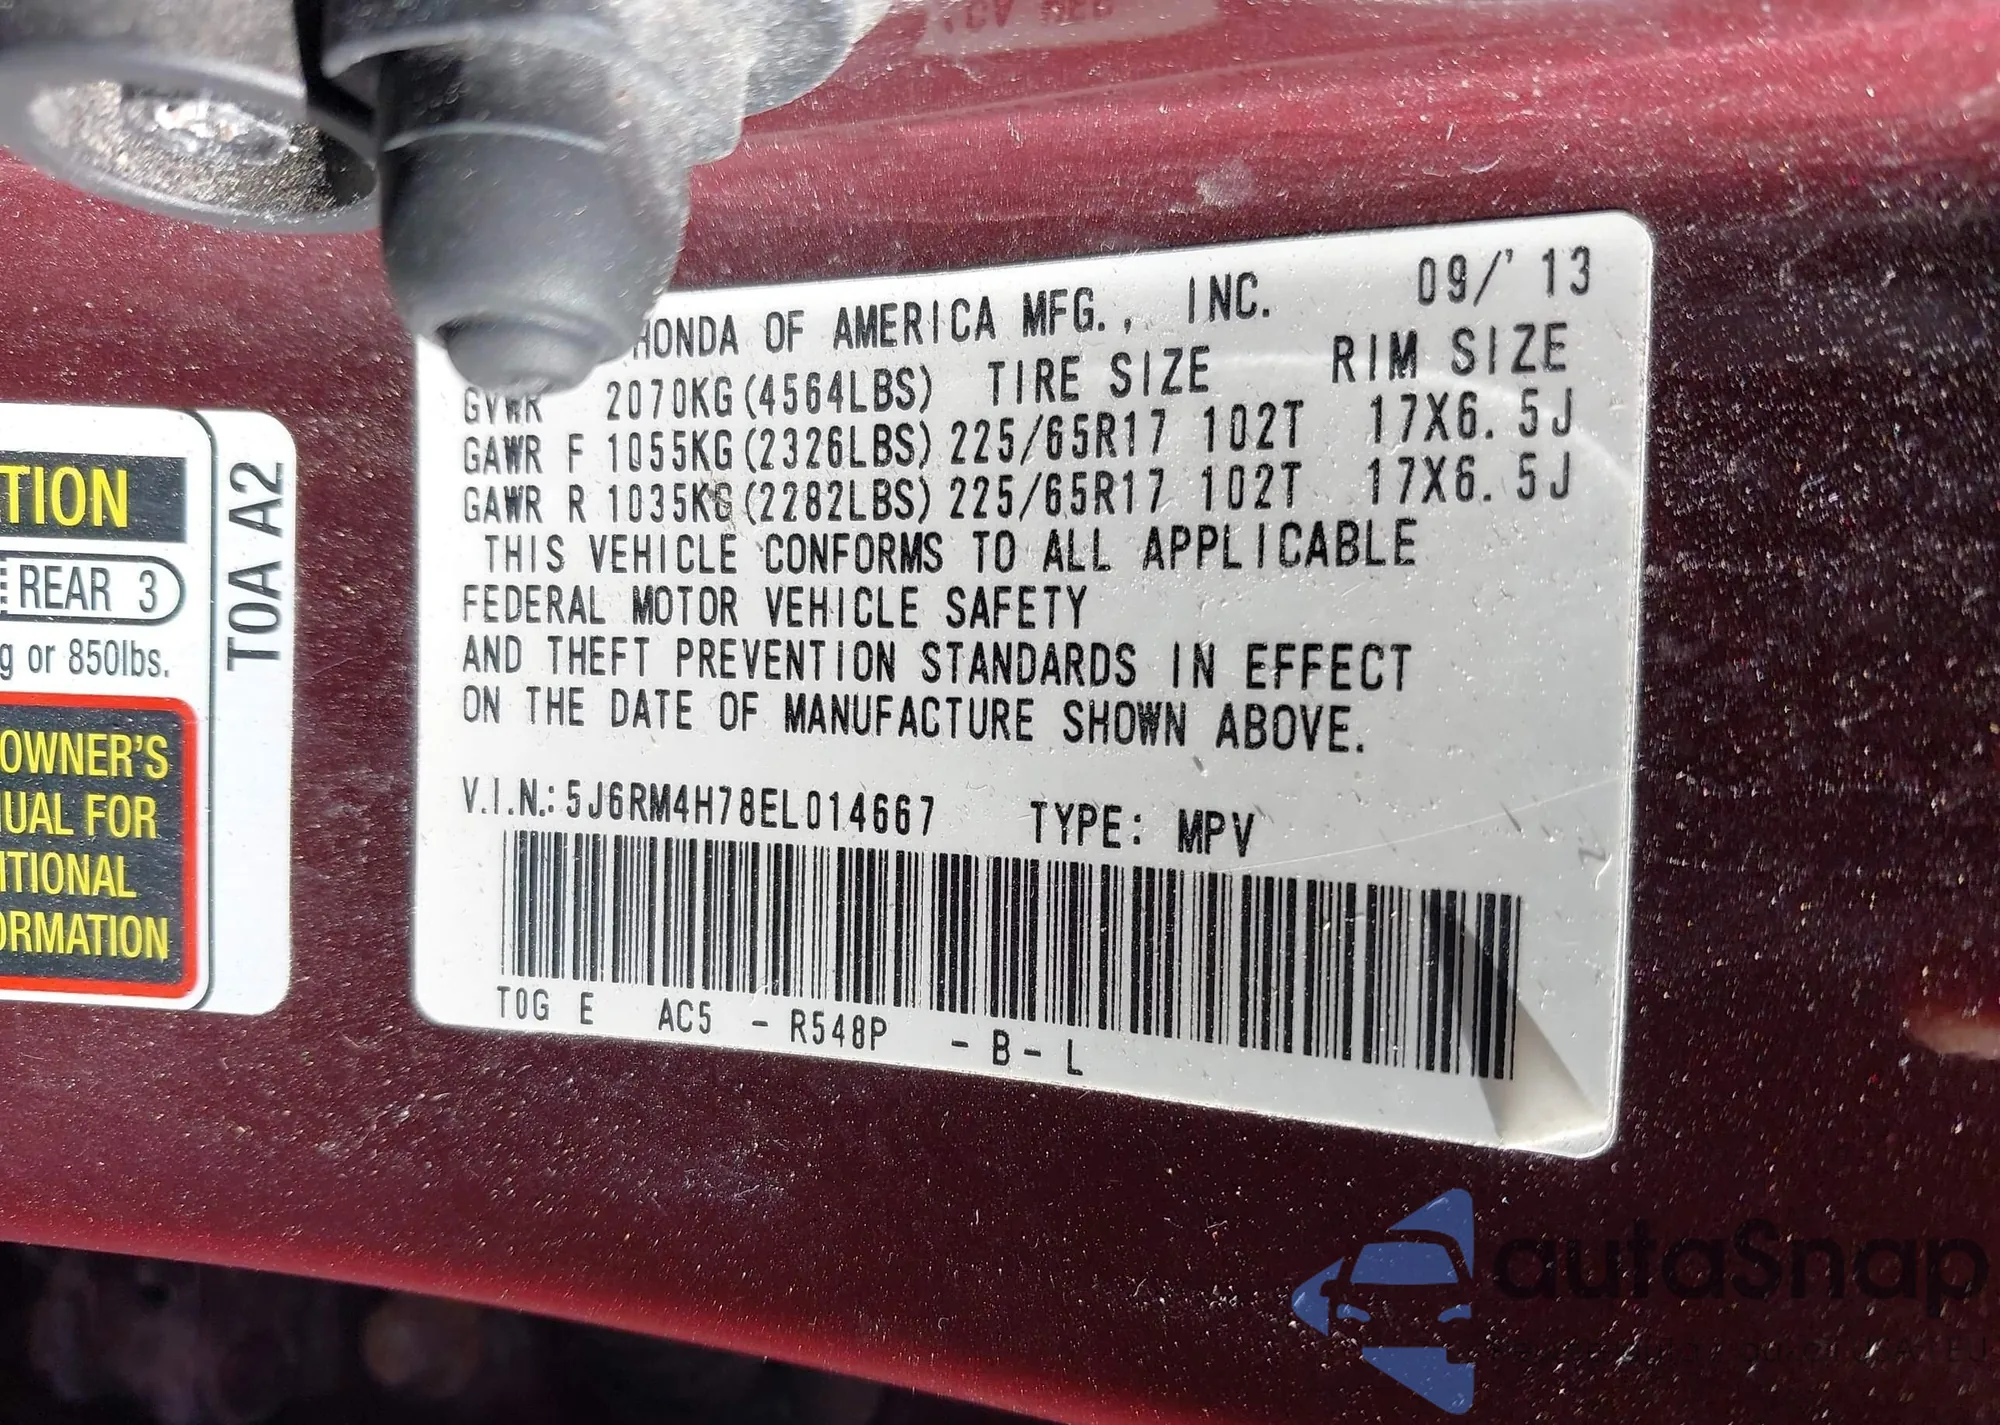 HONDA OF AMERICA MFG., INC. 09/'13
GVWR 2070KG(4564LBS) TIRE SIZE RIM SIZE
GAWR F 1055KG(2326LBS) 225/65R17 102T 17X6.5J
GAWR R 1035KG(2282LBS) 225/65R17 102T 17X6.5J
THIS VEHICLE CONFORMS TO ALL APPLICABLE
FEDERAL MOTOR VEHICLE SAFETY
AND THEFT PREVENTION STANDARDS IN EFFECT
ON THE DATE OF MANUFACTURE SHOWN ABOVE.
V.I.N.: 5J6RM4H78EL014667 TYPE: MPV
T0G E AC5 - R548P - B - L
TION
REAR 3
g or 850lbs.
OWNER'S
UAL FOR
TIONAL
ORMATION
T0A A2
autaSnap